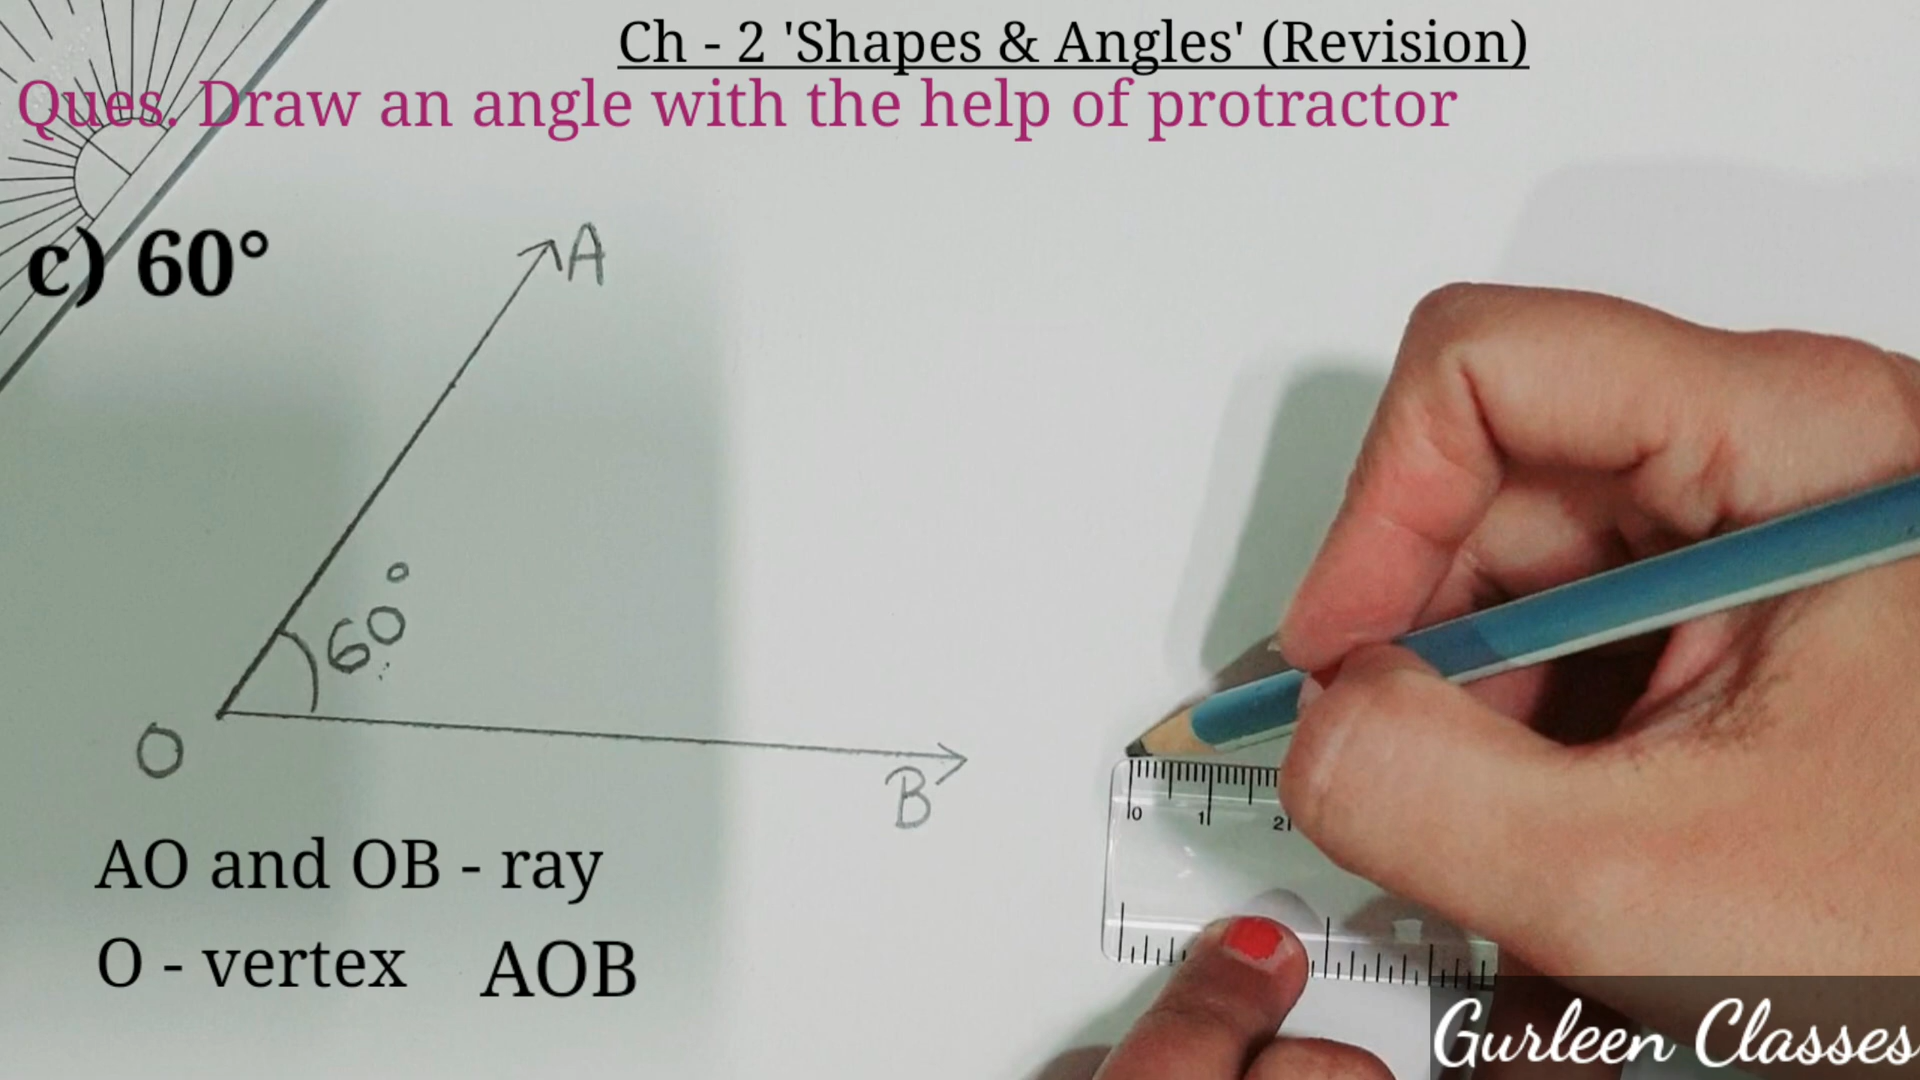 Ch - 2 'Shapes & Angles' (Revision)
Ques. Draw an angle with the help of protractor
c) 60°
A
60°
O
B
0 1 2
AO and OB - ray
O - vertex AOB
Gurleen Classes